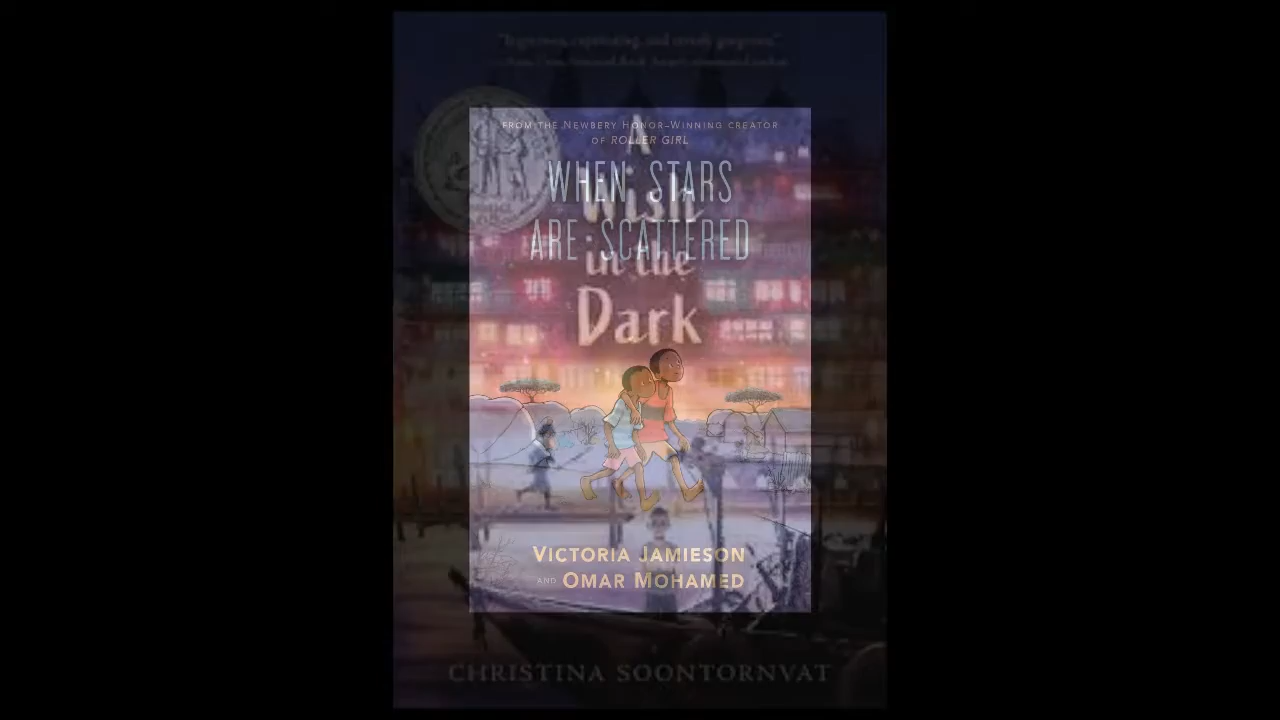 FROM THE NEWBERY HONOR–WINNING CREATOR
OF ROLLER GIRL
WHEN STARS
ARE SCATTERED
A
Wish
in the
Dark
VICTORIA JAMIESON
AND OMAR MOHAMED
CHRISTINA SOONTORNVAT